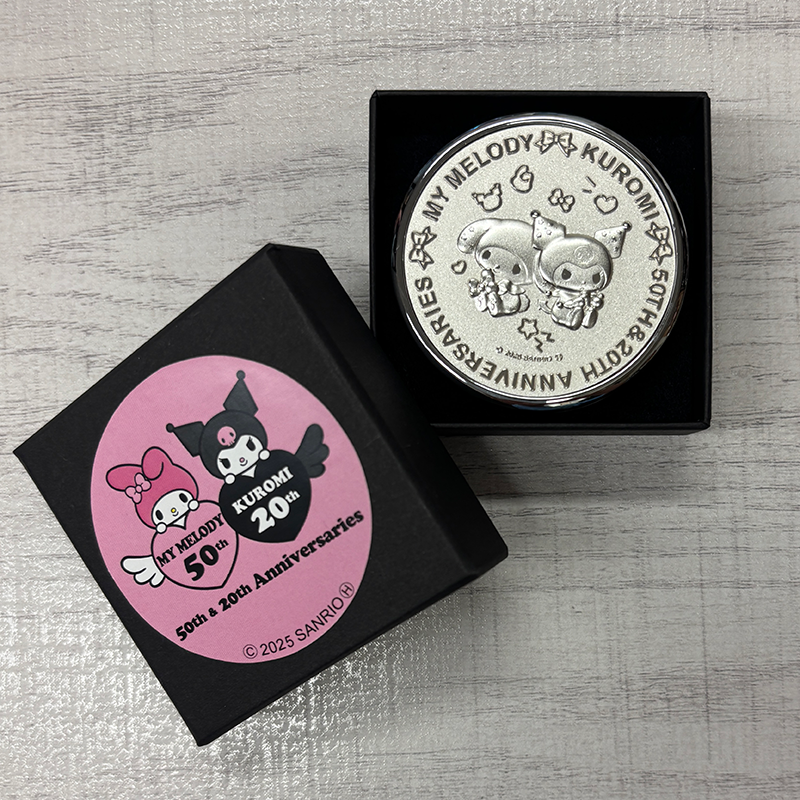 MY MELODY KUROMI 50TH & 20TH ANNIVERSARIES
MY MELODY
50th
KUROMI
20th
50th & 20th Anniversaries
© 2025 SANRIO Ⓗ